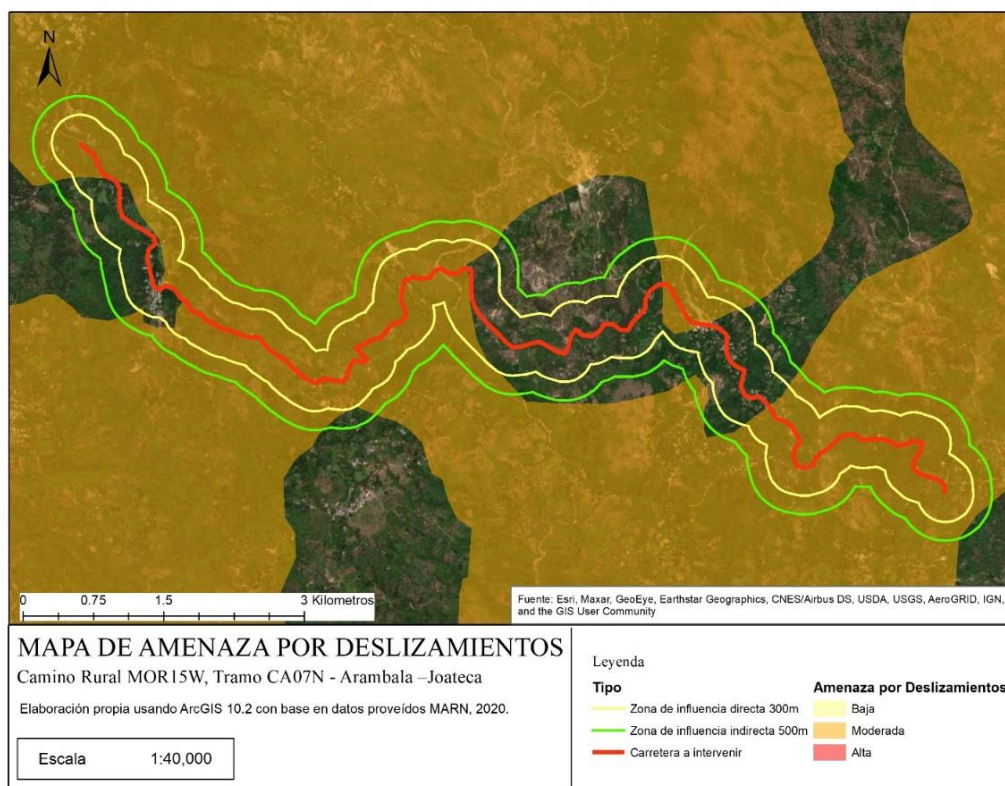 N
0 0.75 1.5 3 Kilometros
Fuente: Esri, Maxar, GeoEye, Earthstar Geographics, CNES/Airbus DS, USDA, USGS, AeroGRID, IGN,
and the GIS User Community
MAPA DE AMENAZA POR DESLIZAMIENTOS
Camino Rural MOR15W, Tramo CA07N - Arambala –Joateca
Elaboración propia usando ArcGIS 10.2 con base en datos proveídos MARN, 2020.
Escala 1:40,000
Leyenda
Tipo
Zona de influencia directa 300m
Zona de influencia indirecta 500m
Carretera a intervenir
Amenaza por Deslizamientos
Baja
Moderada
Alta